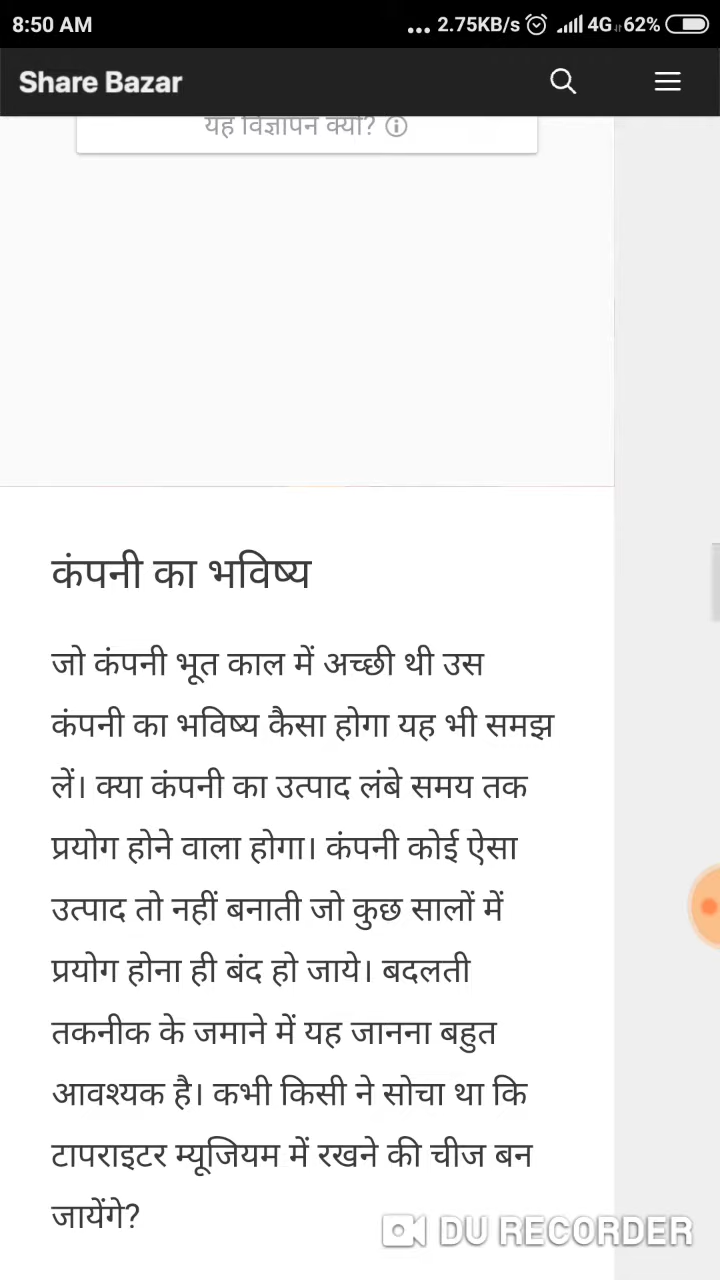 8:50 AM
... 2.75KB/s 4G 62%
Share Bazar
यह विज्ञापन क्यों?
कंपनी का भविष्य
जो कंपनी भूत काल में अच्छी थी उस
कंपनी का भविष्य कैसा होगा यह भी समझ
लें। क्या कंपनी का उत्पाद लंबे समय तक
प्रयोग होने वाला होगा। कंपनी कोई ऐसा
उत्पाद तो नहीं बनाती जो कुछ सालों में
प्रयोग होना ही बंद हो जाये। बदलती
तकनीक के जमाने में यह जानना बहुत
आवश्यक है। कभी किसी ने सोचा था कि
टापराइटर म्यूजियम में रखने की चीज बन
जायेंगे?
DU RECORDER